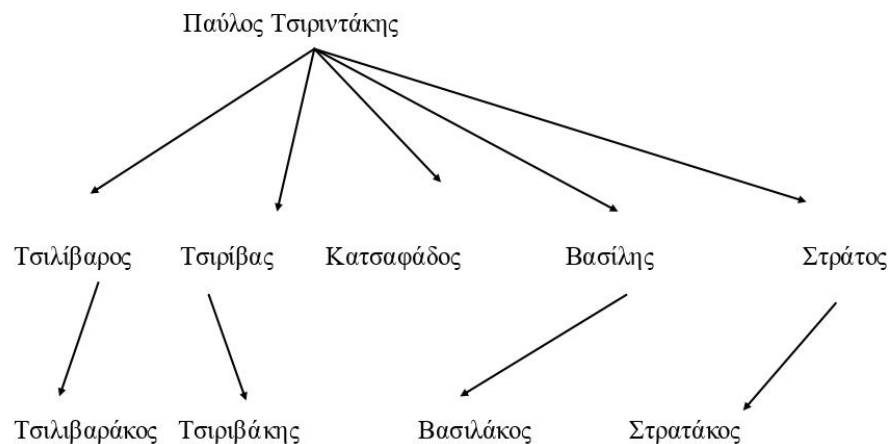 Παύλος Τσιριντάκης
Τσιλίβαρος Τσιρίβας Κατσαφάδος Βασίλης Στράτος
Τσιλιβαράκος Τσιριβάκης Βασιλάκος Στρατάκος